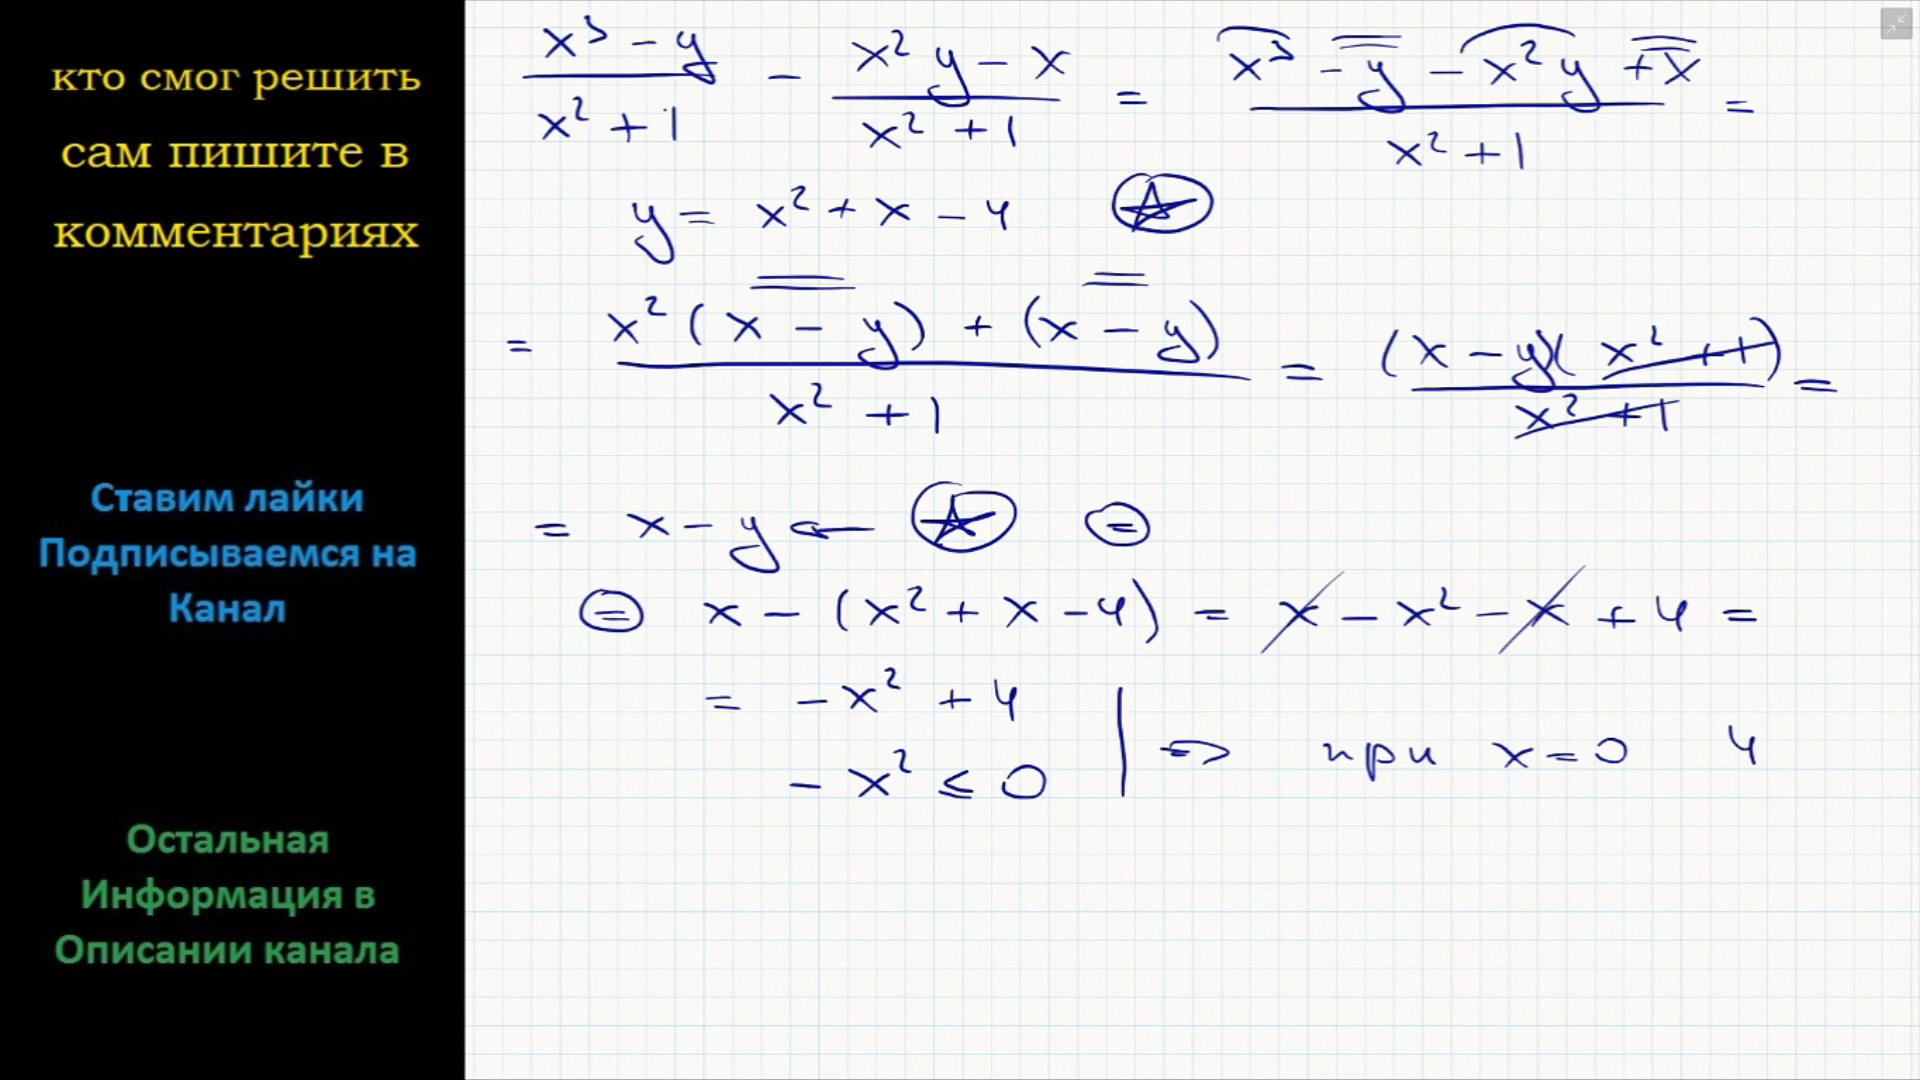 кто смог решить
сам пишите в
комментариях
Ставим лайки
Подписываемся на
Канал
Остальная
Информация в
Описании канала
(x³ - y)/(x² + 1) - (x²y - x)/(x² + 1) = (x³ - y - x²y + x)/(x² + 1) =
y = x² + x - 4 ☆
= (x²(x - y) + (x - y))/(x² + 1) = ((x - y)(x² + 1))/(x² + 1) =
= x - y ← ☆ =
= x - (x² + x - 4) = x - x² - x + 4 =
= -x² + 4
-x² ≤ 0 | => при x = 0 4